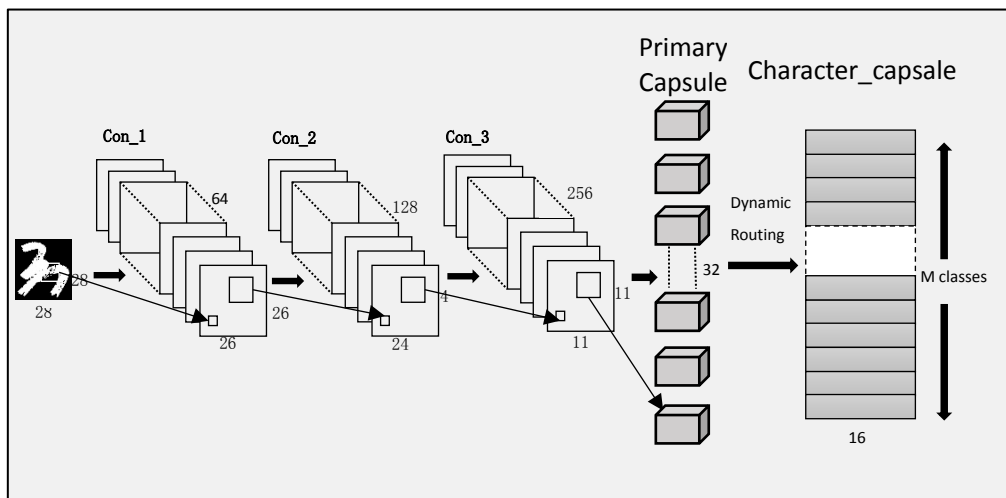 Primary
Capsule
Character_capsale
Con_1
Con_2
Con_3
64
128
256
Dynamic
Routing
32
M classes
28
28
26
26
4
24
11
11
16